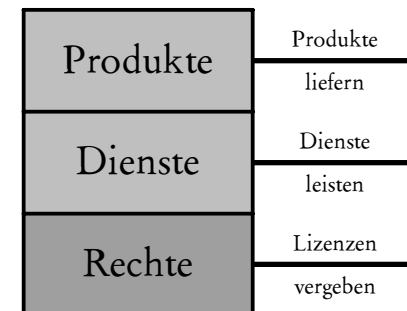 Produkte
Produkte
liefern
Dienste
Dienste
leisten
Rechte
Lizenzen
vergeben